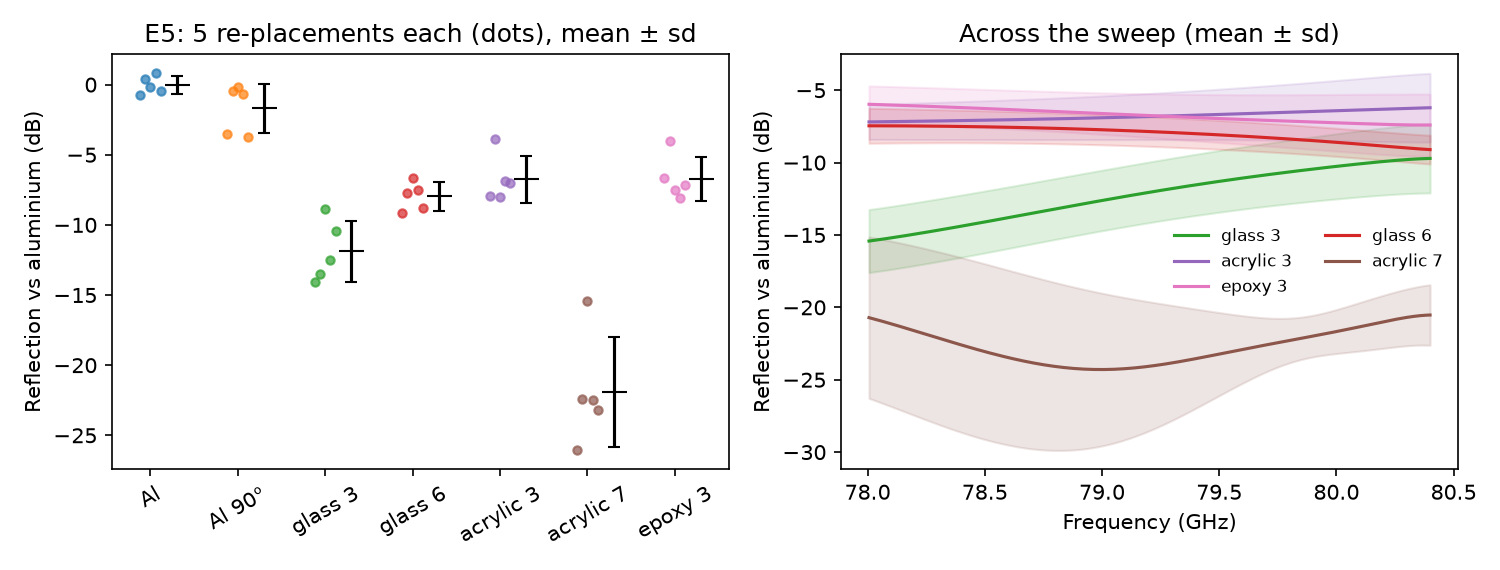 E5: 5 re-placements each (dots), mean ± sd
Reflection vs aluminium (dB)
0
−5
−10
−15
−20
−25
Al
Al 90°
glass 3
glass 6
acrylic 3
acrylic 7
epoxy 3
Across the sweep (mean ± sd)
Reflection vs aluminium (dB)
−5
−10
−15
−20
−25
−30
glass 3
acrylic 3
epoxy 3
glass 6
acrylic 7
78.0
78.5
79.0
79.5
80.0
80.5
Frequency (GHz)